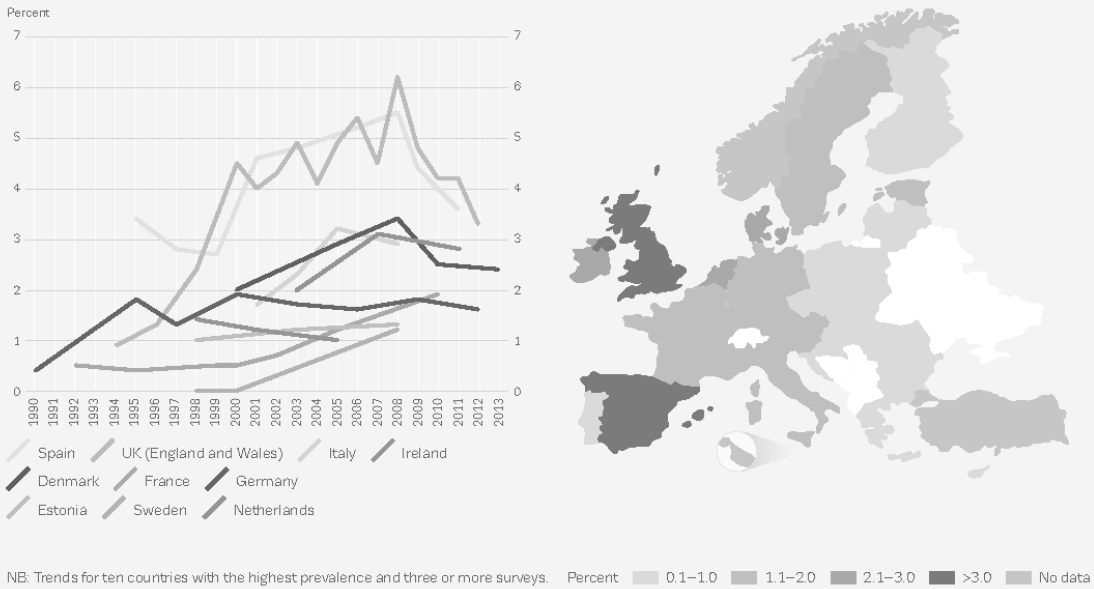 Percent
7 7
6 6
5 5
4 4
3 3
2 2
1 1
0 0
1990 1991 1992 1993 1994 1995 1996 1997 1998 1999 2000 2001 2002 2003 2004 2005 2006 2007 2008 2009 2010 2011 2012 2013
Spain UK (England and Wales) Italy Ireland
Denmark France Germany
Estonia Sweden Netherlands
NB: Trends for ten countries with the highest prevalence and three or more surveys.
Percent 0.1–1.0 1.1–2.0 2.1–3.0 >3.0 No data